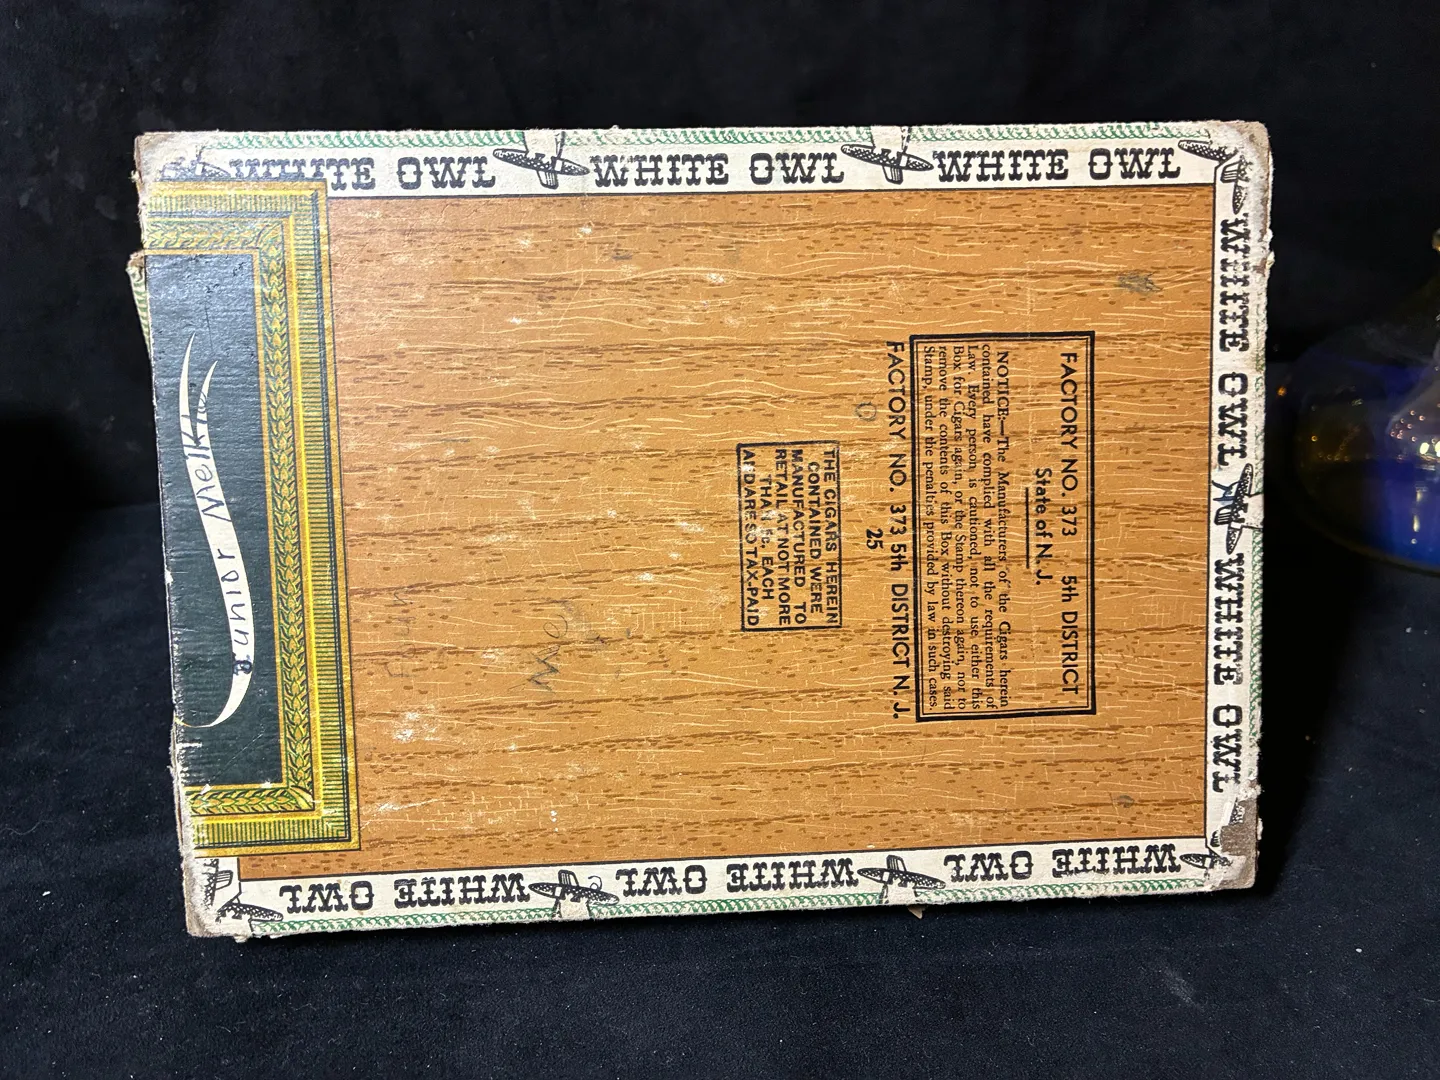 WHITE OWL WHITE OWL WHITE OWL
WHITE OWL WHITE OWL
WHITE OWL WHITE OWL WHITE OWL
FACTORY NO. 373 5th DISTRICT
State of N. J.
NOTICE:—The Manufacturers of the Cigars herein
contained have complied with all the requirements of
Law. Every person is cautioned not to use either this
Box for Cigars again, or the Stamp thereon again, nor to
remove the contents of this Box without destroying said
Stamp, under the penalties provided by law in such cases.
FACTORY NO. 373 5th DISTRICT N. J.
25
THE CIGARS HEREIN
CONTAINED WERE
MANUFACTURED TO
RETAIL AT NOT MORE
THAN 5c. EACH
AND ARE SO TAX-PAID
Junior Melk